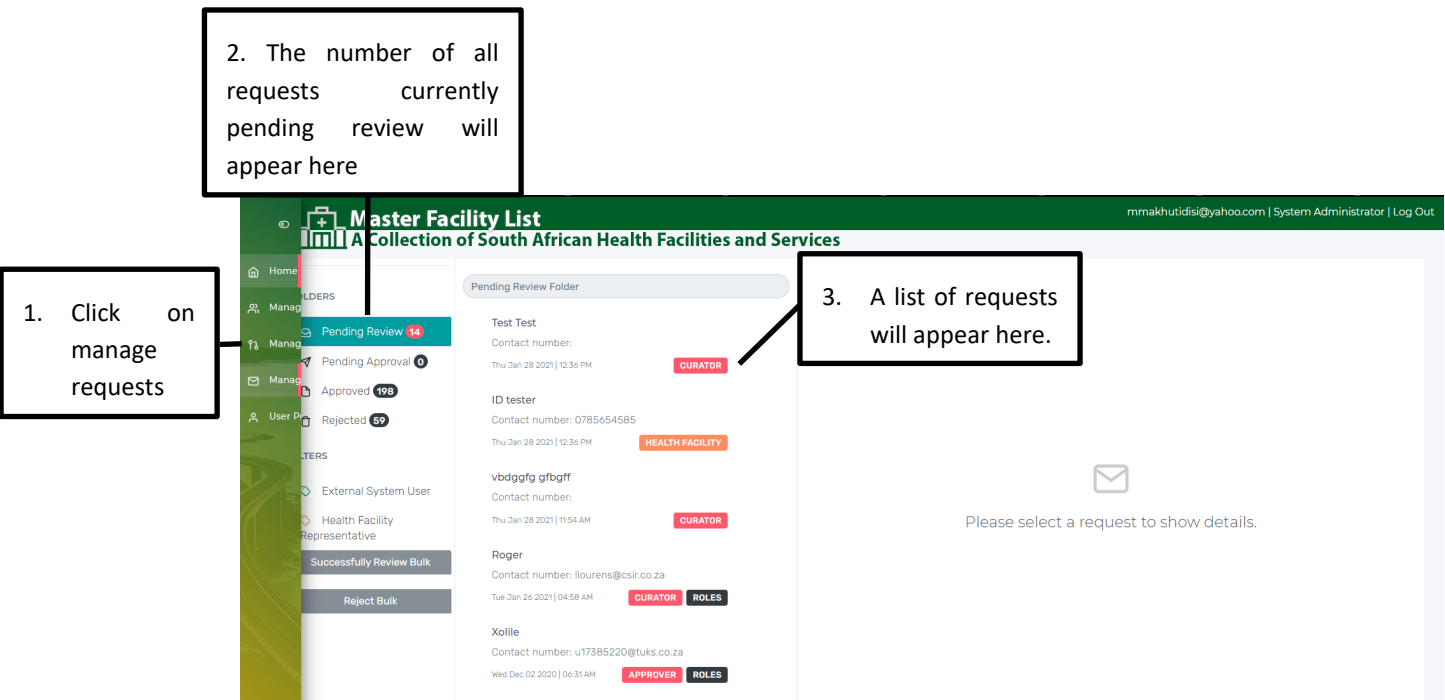 2. The number of all
requests currently
pending review will
appear here
Master Facility List
A Collection of South African Health Facilities and Services
mmakhutidisi@yahoo.com | System Administrator | Log Out
1. Click on
manage
requests
Home
Manag
Manag
Manag
User P
LDERS
Pending Review 14
Pending Approval 0
Approved 198
Rejected 59
TERS
External System User
Health Facility
Representative
Successfully Review Bulk
Reject Bulk
Pending Review Folder
Test Test
Contact number:
Thu Jan 28 2021 | 12:36 PM CURATOR
ID tester
Contact number: 0785654585
Thu Jan 28 2021 | 12:36 PM HEALTH FACILITY
vbdggfg gfbgff
Contact number:
Thu Jan 28 2021 | 11:54 AM CURATOR
Roger
Contact number: llourens@csir.co.za
Tue Jan 26 2021 | 04:58 AM CURATOR ROLES
Xolile
Contact number: u17385220@tuks.co.za
Wed Dec 02 2020 | 06:31 AM APPROVER ROLES
3. A list of requests
will appear here.
Please select a request to show details.